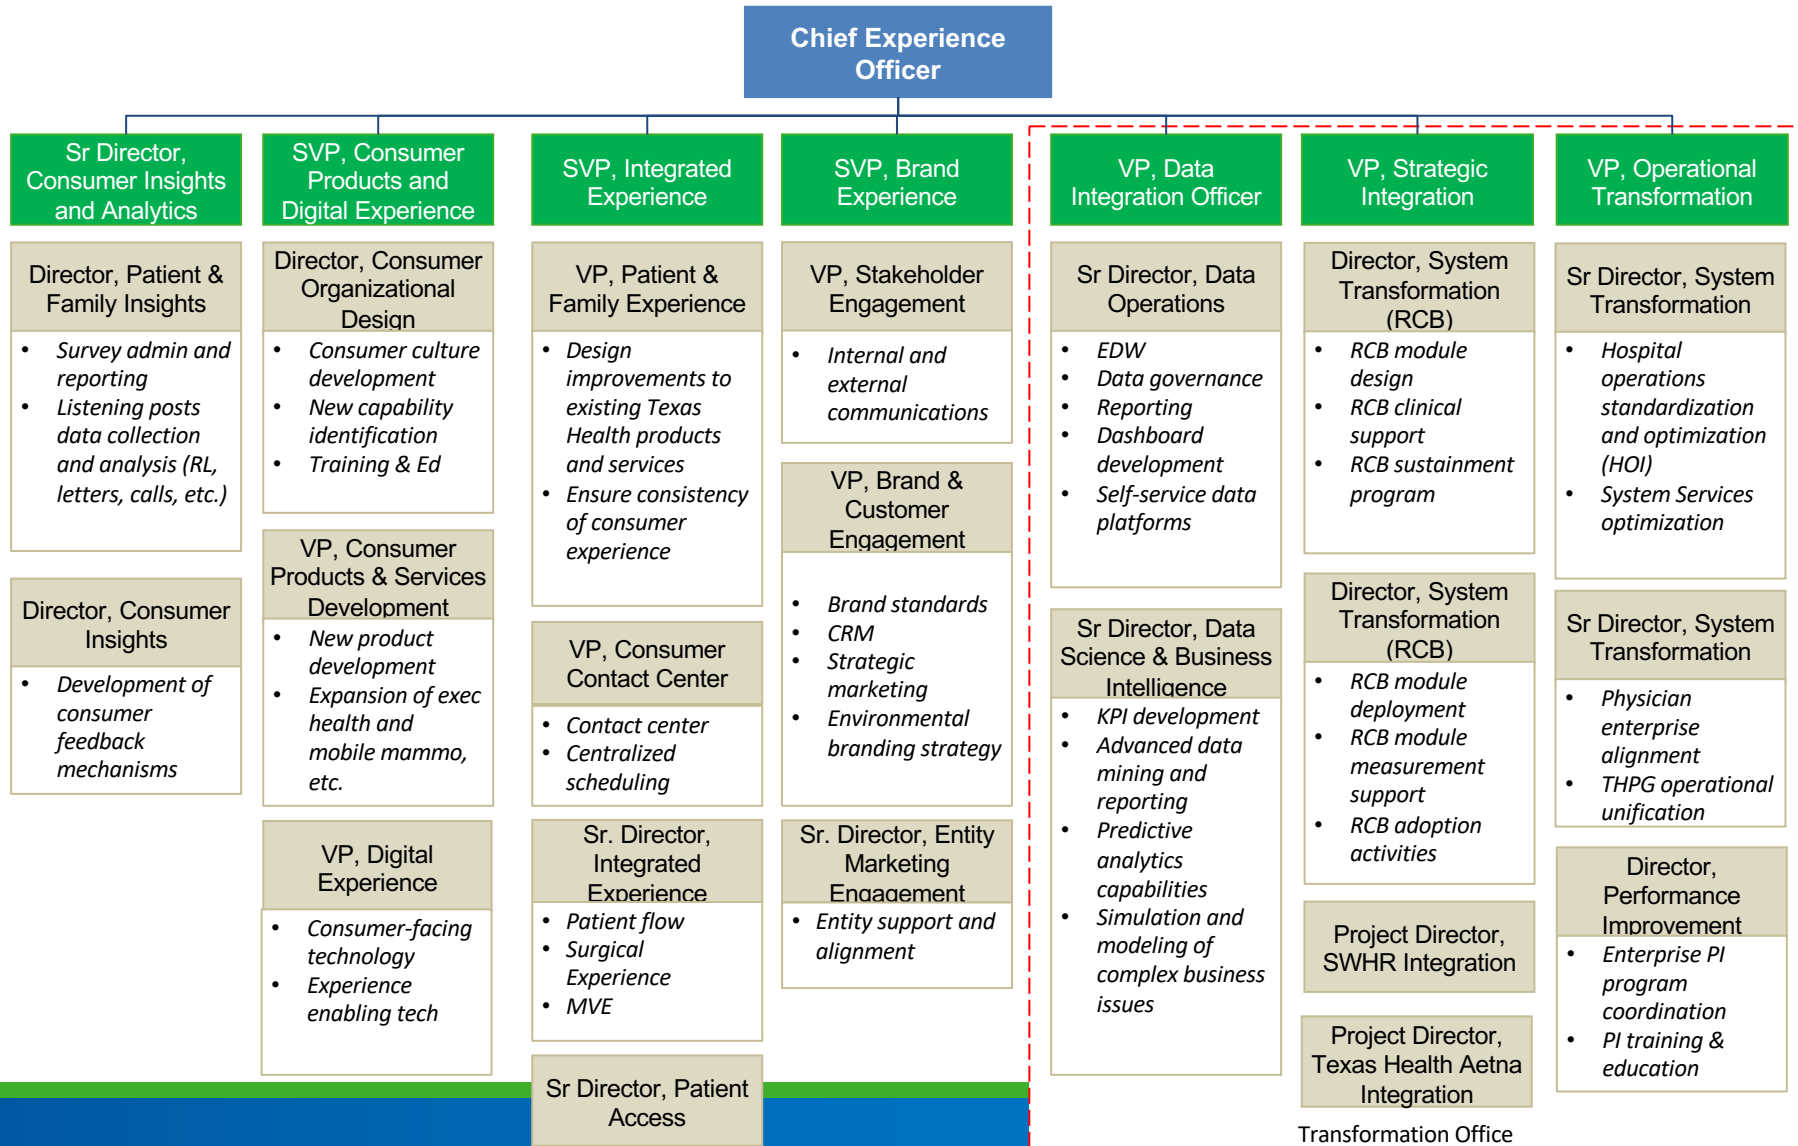 Chief Experience
Officer
Sr Director,
Consumer Insights
and Analytics
Director, Patient &
Family Insights
• Survey admin and
reporting
• Listening posts
data collection
and analysis (RL,
letters, calls, etc.)
Director, Consumer
Insights
• Development of
consumer
feedback
mechanisms
SVP, Consumer
Products and
Digital Experience
Director, Consumer
Organizational
Design
• Consumer culture
development
• New capability
identification
• Training & Ed
VP, Consumer
Products & Services
Development
• New product
development
• Expansion of exec
health and
mobile mammo,
etc.
VP, Digital
Experience
• Consumer-facing
technology
• Experience
enabling tech
SVP, Integrated
Experience
VP, Patient &
Family Experience
• Design
improvements to
existing Texas
Health products
and services
• Ensure consistency
of consumer
experience
VP, Consumer
Contact Center
• Contact center
• Centralized
scheduling
Sr. Director,
Integrated
Experience
• Patient flow
• Surgical
Experience
• MVE
Sr Director, Patient
Access
SVP, Brand
Experience
VP, Stakeholder
Engagement
• Internal and
external
communications
VP, Brand &
Customer
Engagement
• Brand standards
• CRM
• Strategic
marketing
• Environmental
branding strategy
Sr. Director, Entity
Marketing
Engagement
• Entity support and
alignment
VP, Data
Integration Officer
Sr Director, Data
Operations
• EDW
• Data governance
• Reporting
• Dashboard
development
• Self-service data
platforms
Sr Director, Data
Science & Business
Intelligence
• KPI development
• Advanced data
mining and
reporting
• Predictive
analytics
capabilities
• Simulation and
modeling of
complex business
issues
VP, Strategic
Integration
Director, System
Transformation
(RCB)
• RCB module
design
• RCB clinical
support
• RCB sustainment
program
Director, System
Transformation
(RCB)
• RCB module
deployment
• RCB module
measurement
support
• RCB adoption
activities
Project Director,
SWHR Integration
Project Director,
Texas Health Aetna
Integration
VP, Operational
Transformation
Sr Director, System
Transformation
• Hospital
operations
standardization
and optimization
(HOI)
• System Services
optimization
Sr Director, System
Transformation
• Physician
enterprise
alignment
• THPG operational
unification
Director,
Performance
Improvement
• Enterprise PI
program
coordination
• PI training &
education
Transformation Office